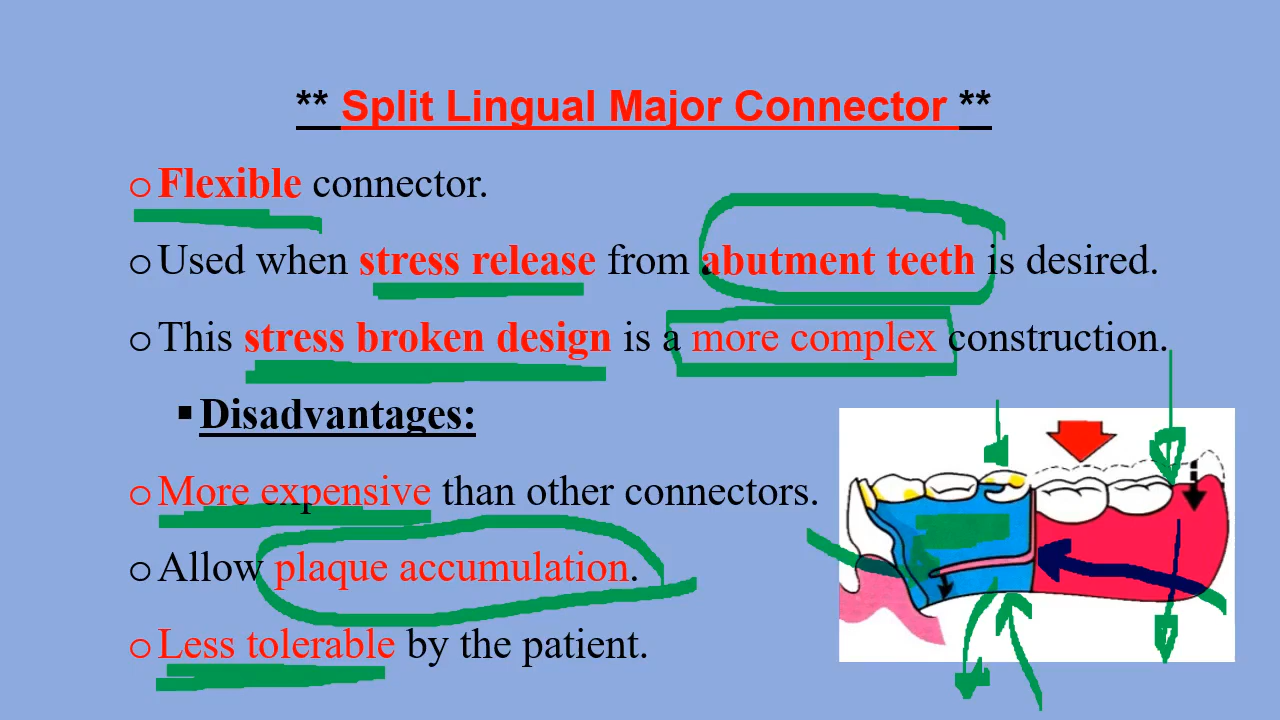 ** Split Lingual Major Connector **
o Flexible connector.
o Used when stress release from abutment teeth is desired.
o This stress broken design is a more complex construction.
▪ Disadvantages:
o More expensive than other connectors.
o Allow plaque accumulation.
o Less tolerable by the patient.